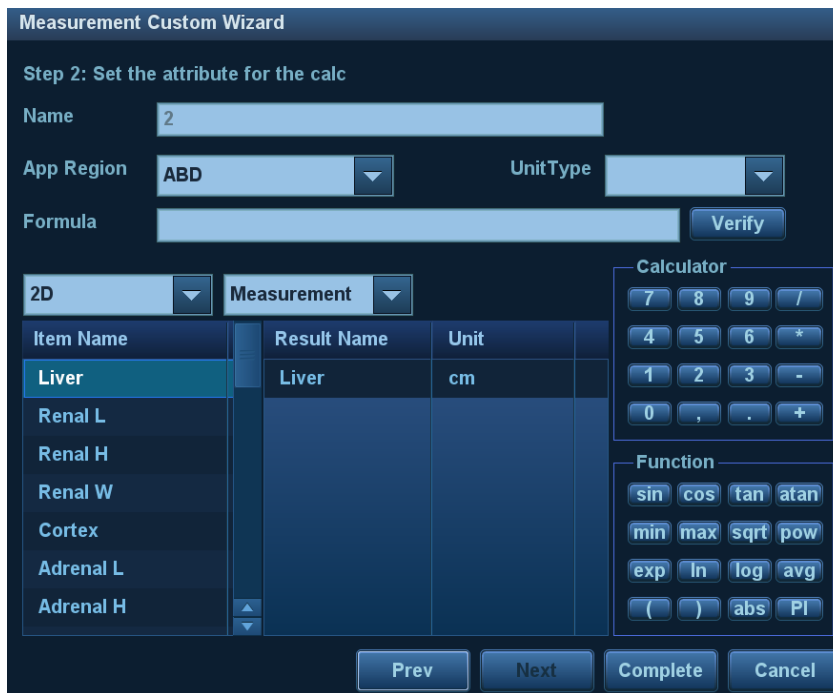 Measurement Custom Wizard
Step 2: Set the attribute for the calc
Name 2
App Region ABD UnitType
Formula Verify
2D Measurement
Item Name Result Name Unit
Liver Liver cm
Renal L
Renal H
Renal W
Cortex
Adrenal L
Adrenal H
Calculator
7 8 9 /
4 5 6 *
1 2 3 -
0 , . +
Function
sin cos tan atan
min max sqrt pow
exp ln log avg
( ) abs PI
Prev Next Complete Cancel